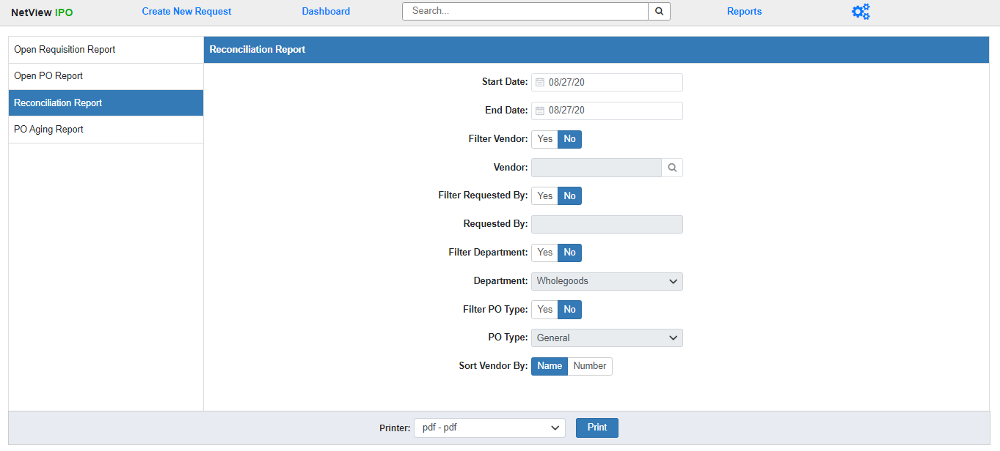 NetView IPO Create New Request Dashboard Search... Reports
Open Requisition Report
Open PO Report
Reconciliation Report
PO Aging Report
Reconciliation Report
Start Date: 08/27/20
End Date: 08/27/20
Filter Vendor: Yes No
Vendor:
Filter Requested By: Yes No
Requested By:
Filter Department: Yes No
Department: Wholegoods
Filter PO Type: Yes No
PO Type: General
Sort Vendor By: Name Number
Printer: pdf - pdf Print